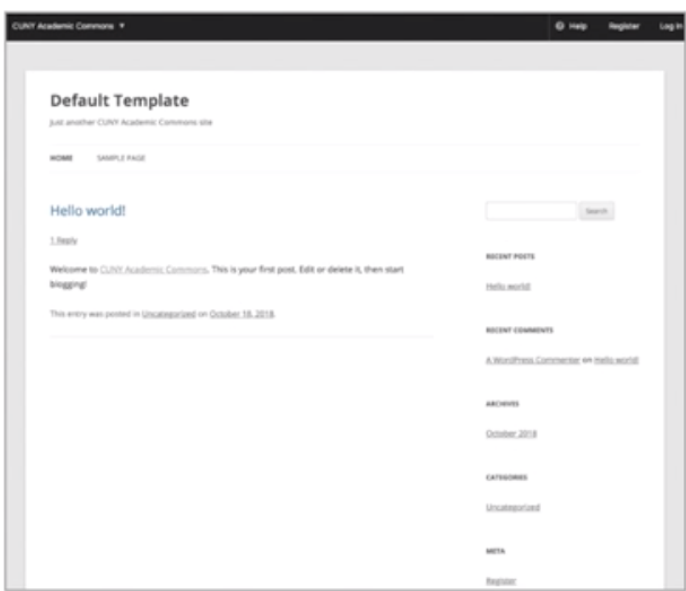 CUNY Academic Commons ▼
Help Register Log In
Default Template
Just another CUNY Academic Commons site
HOME SAMPLE PAGE
Hello world!
1 Reply
Welcome to CUNY Academic Commons. This is your first post. Edit or delete it, then start
blogging!
This entry was posted in Uncategorized on October 18, 2018.
Search
RECENT POSTS
Hello world!
RECENT COMMENTS
A WordPress Commenter on Hello world!
ARCHIVES
October 2018
CATEGORIES
Uncategorized
META
Register